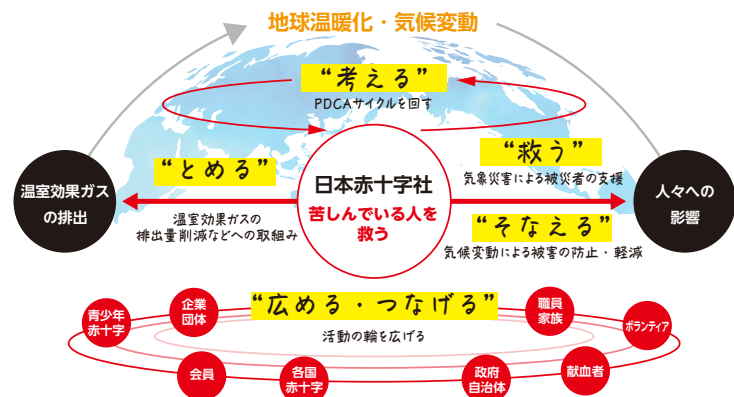 地球温暖化・気候変動
“考える”
PDCAサイクルを回す
“とめる”
温室効果ガスの
排出量削減などへの取組み
温室効果ガス
の排出
日本赤十字社
苦しんでいる人を
救う
“救う”
気象災害による被災者の支援
“そなえる”
気候変動による被害の防止・軽減
人々への
影響
“広める・つなげる”
活動の輪を広げる
青少年
赤十字
企業
団体
職員
家族
ボランティア
会員
各国
赤十字
政府
自治体
献血者